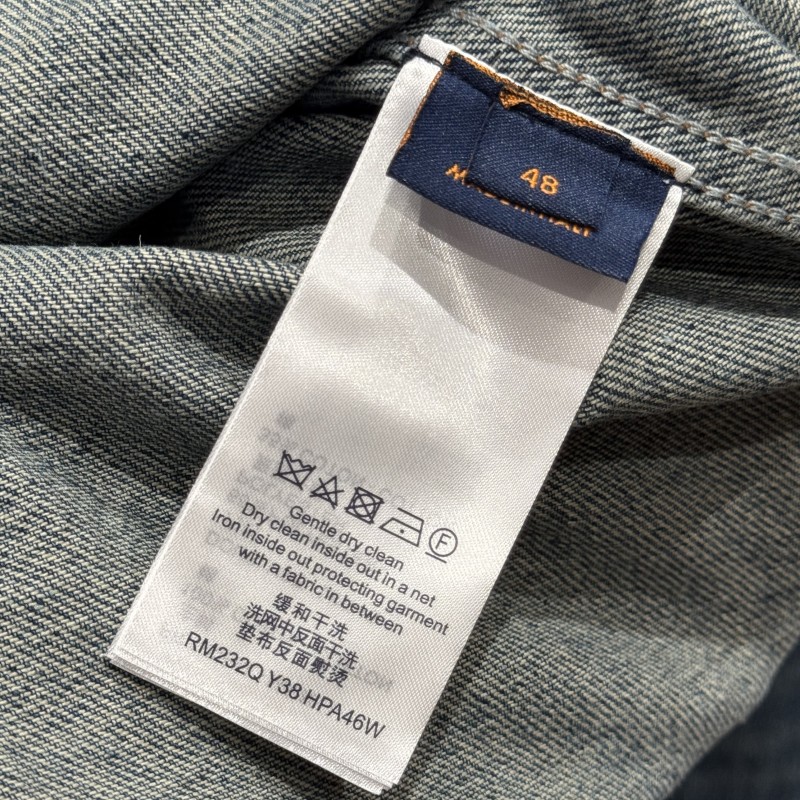 48
Gentle dry clean
Dry clean inside out in a net
Iron inside out protecting garment
with a fabric in between
缓和干洗
洗网中反面干洗
垫布反面熨烫
RM232Q Y38 HPA46W
F